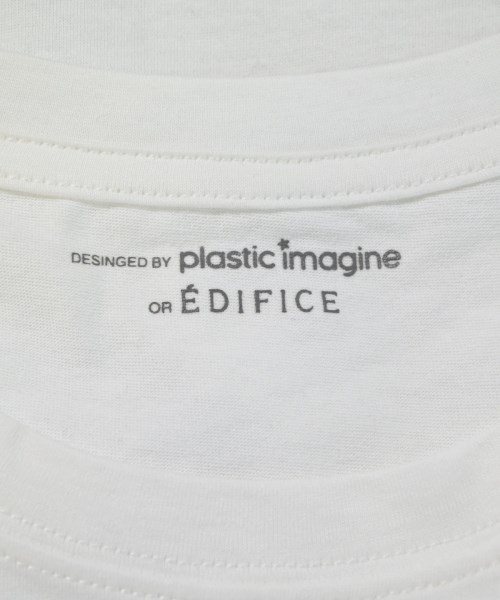 DESINGED BY plastic imagine
OR ÉDIFICE